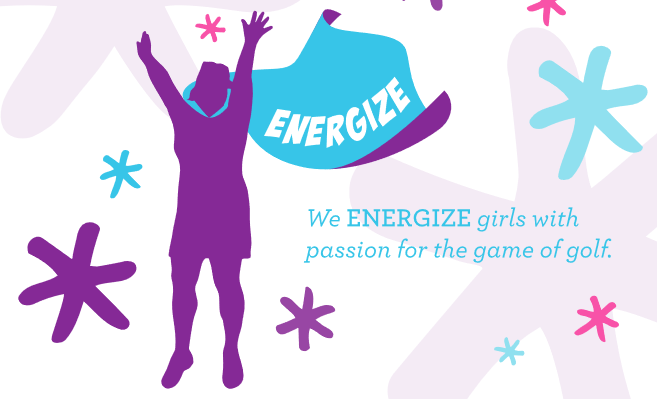 ENERGIZE
We ENERGIZE girls with
passion for the game of golf.